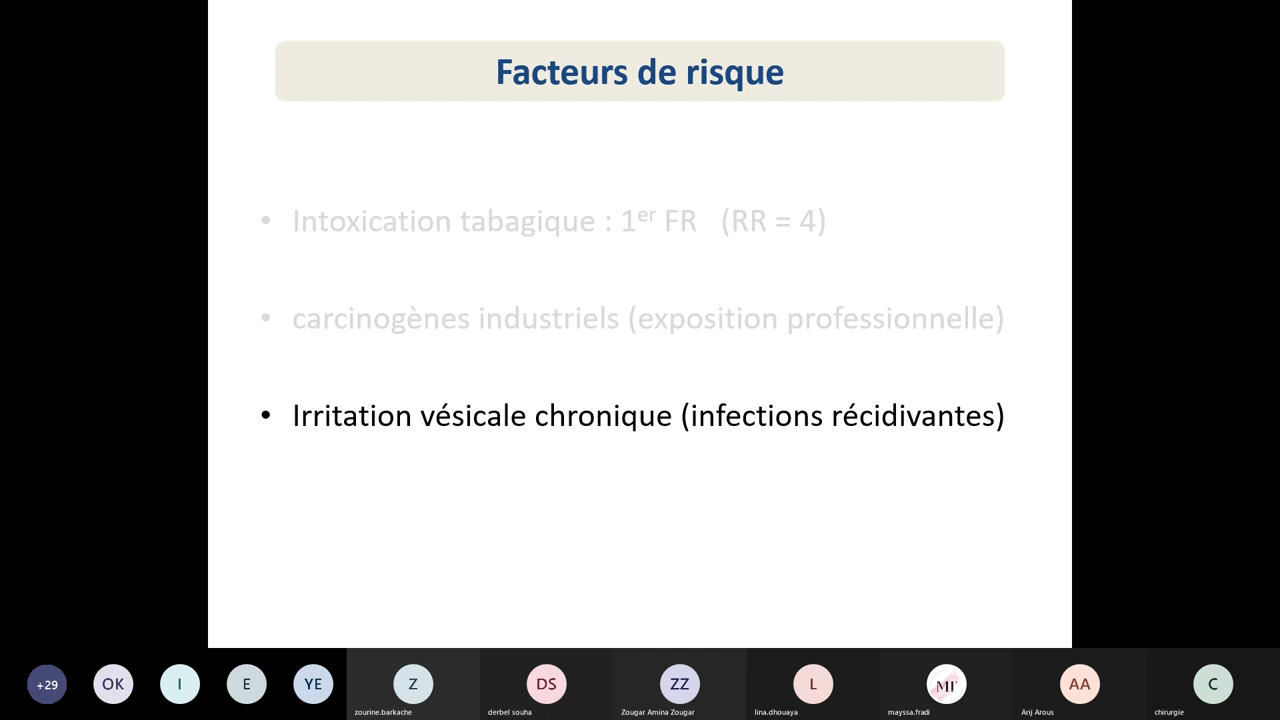 Facteurs de risque
• Intoxication tabagique : 1er FR (RR = 4)
• carcinogènes industriels (exposition professionnelle)
• Irritation vésicale chronique (infections récidivantes)
+29
OK
I
E
YE
Z
DS
ZZ
L
MF
AA
C
zourine.barkache
derbel souha
Zougar Amina Zougar
lina.dhouaya
mayssa.fradi
Arij Arous
chirurgie